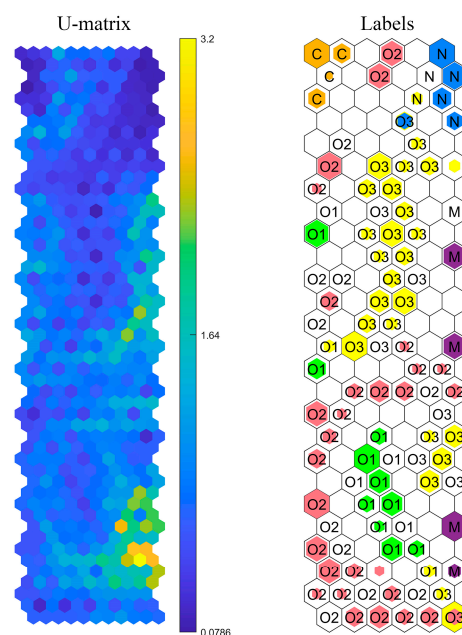 U-matrix Labels
3.2
C C O2 N
C O2 N N
C N N
O3 N
O2 O3
O2 O3 O3 O3
O2 O3 O3
O1 O3 O3 M
O1 O3 O3
O3 O3 M
O2 O2 O3 O3
O2 O3 O3
O2 O3 O3
1.64
O1 O3 O3 O2 M
O1 O2 O2
O2 O2 O2 O2 O2
O2 O2 O3
O2 O1 O3 O3
O2 O1 O1 O3 O3
O1 O1 O3 O3
O2 O1 O1
O2 O1 O1 M
O2 O2 O1 O1
O2 O2 O1 M
O2 O2 O2 O2 O2 O3
O2 O2 O2 O2 O2 O3
0.0786